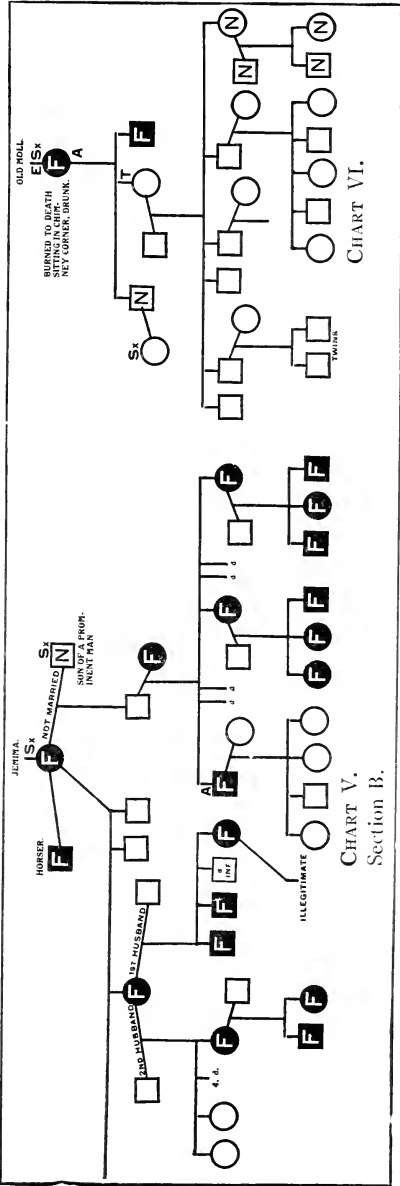 JEMIMA.
Sx
Sx
HORSER.
F
F
NOT MARRIED
N
SON OF A PROM-
INENT MAN
2ND HUSBAND
F
1ST HUSBAND
F
F
F
F
d
INF
F
ILLEGITIMATE
4. d.
F
F
A
F
d
d
F
d
d
F
F
F
F
F
F
F
CHART V.
Section B.
OLD MOLL.
E
Sx
F
A
BURNED TO DEATH
SITTING IN CHIM-
NEY CORNER, DRUNK.
Sx
N
T
F
N
N
N
N
TWINS
CHART VI.